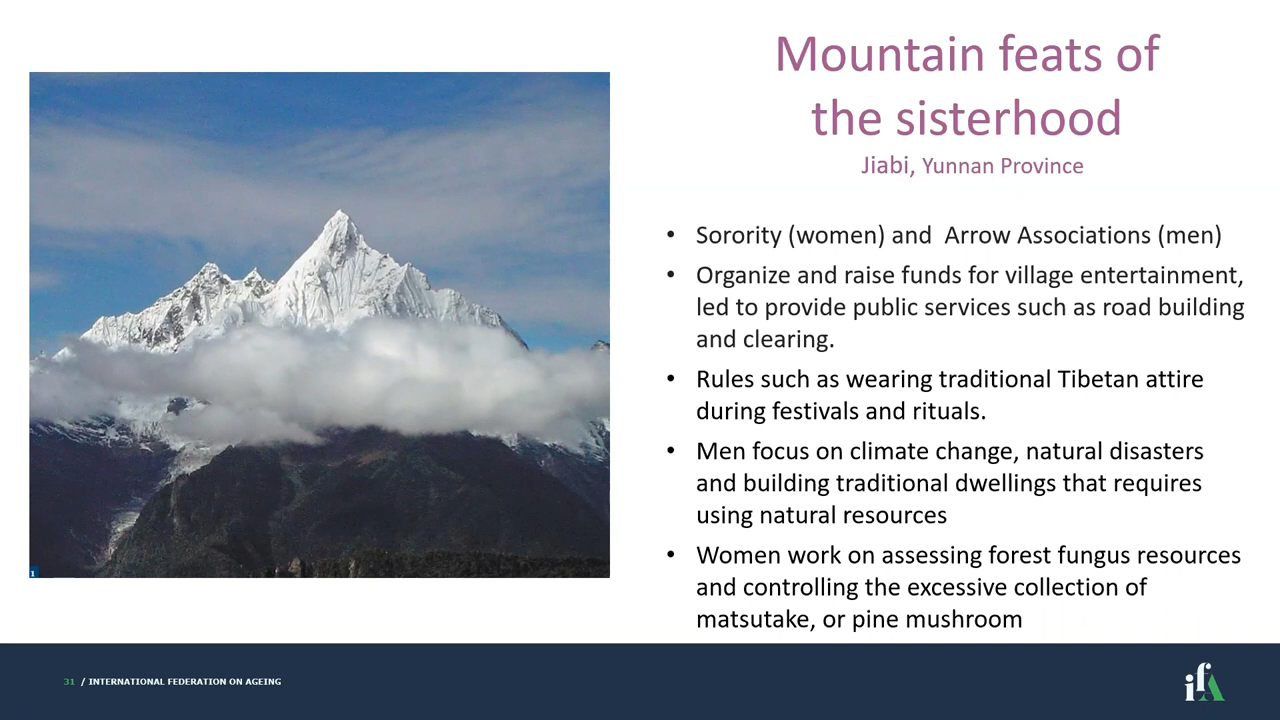 Mountain feats of
the sisterhood
Jiabi, Yunnan Province
• Sorority (women) and  Arrow Associations (men)
• Organize and raise funds for village entertainment,
led to provide public services such as road building
and clearing.
• Rules such as wearing traditional Tibetan attire
during festivals and rituals.
• Men focus on climate change, natural disasters
and building traditional dwellings that requires
using natural resources
• Women work on assessing forest fungus resources
and controlling the excessive collection of
matsutake, or pine mushroom
1
31 / INTERNATIONAL FEDERATION ON AGEING
ifA